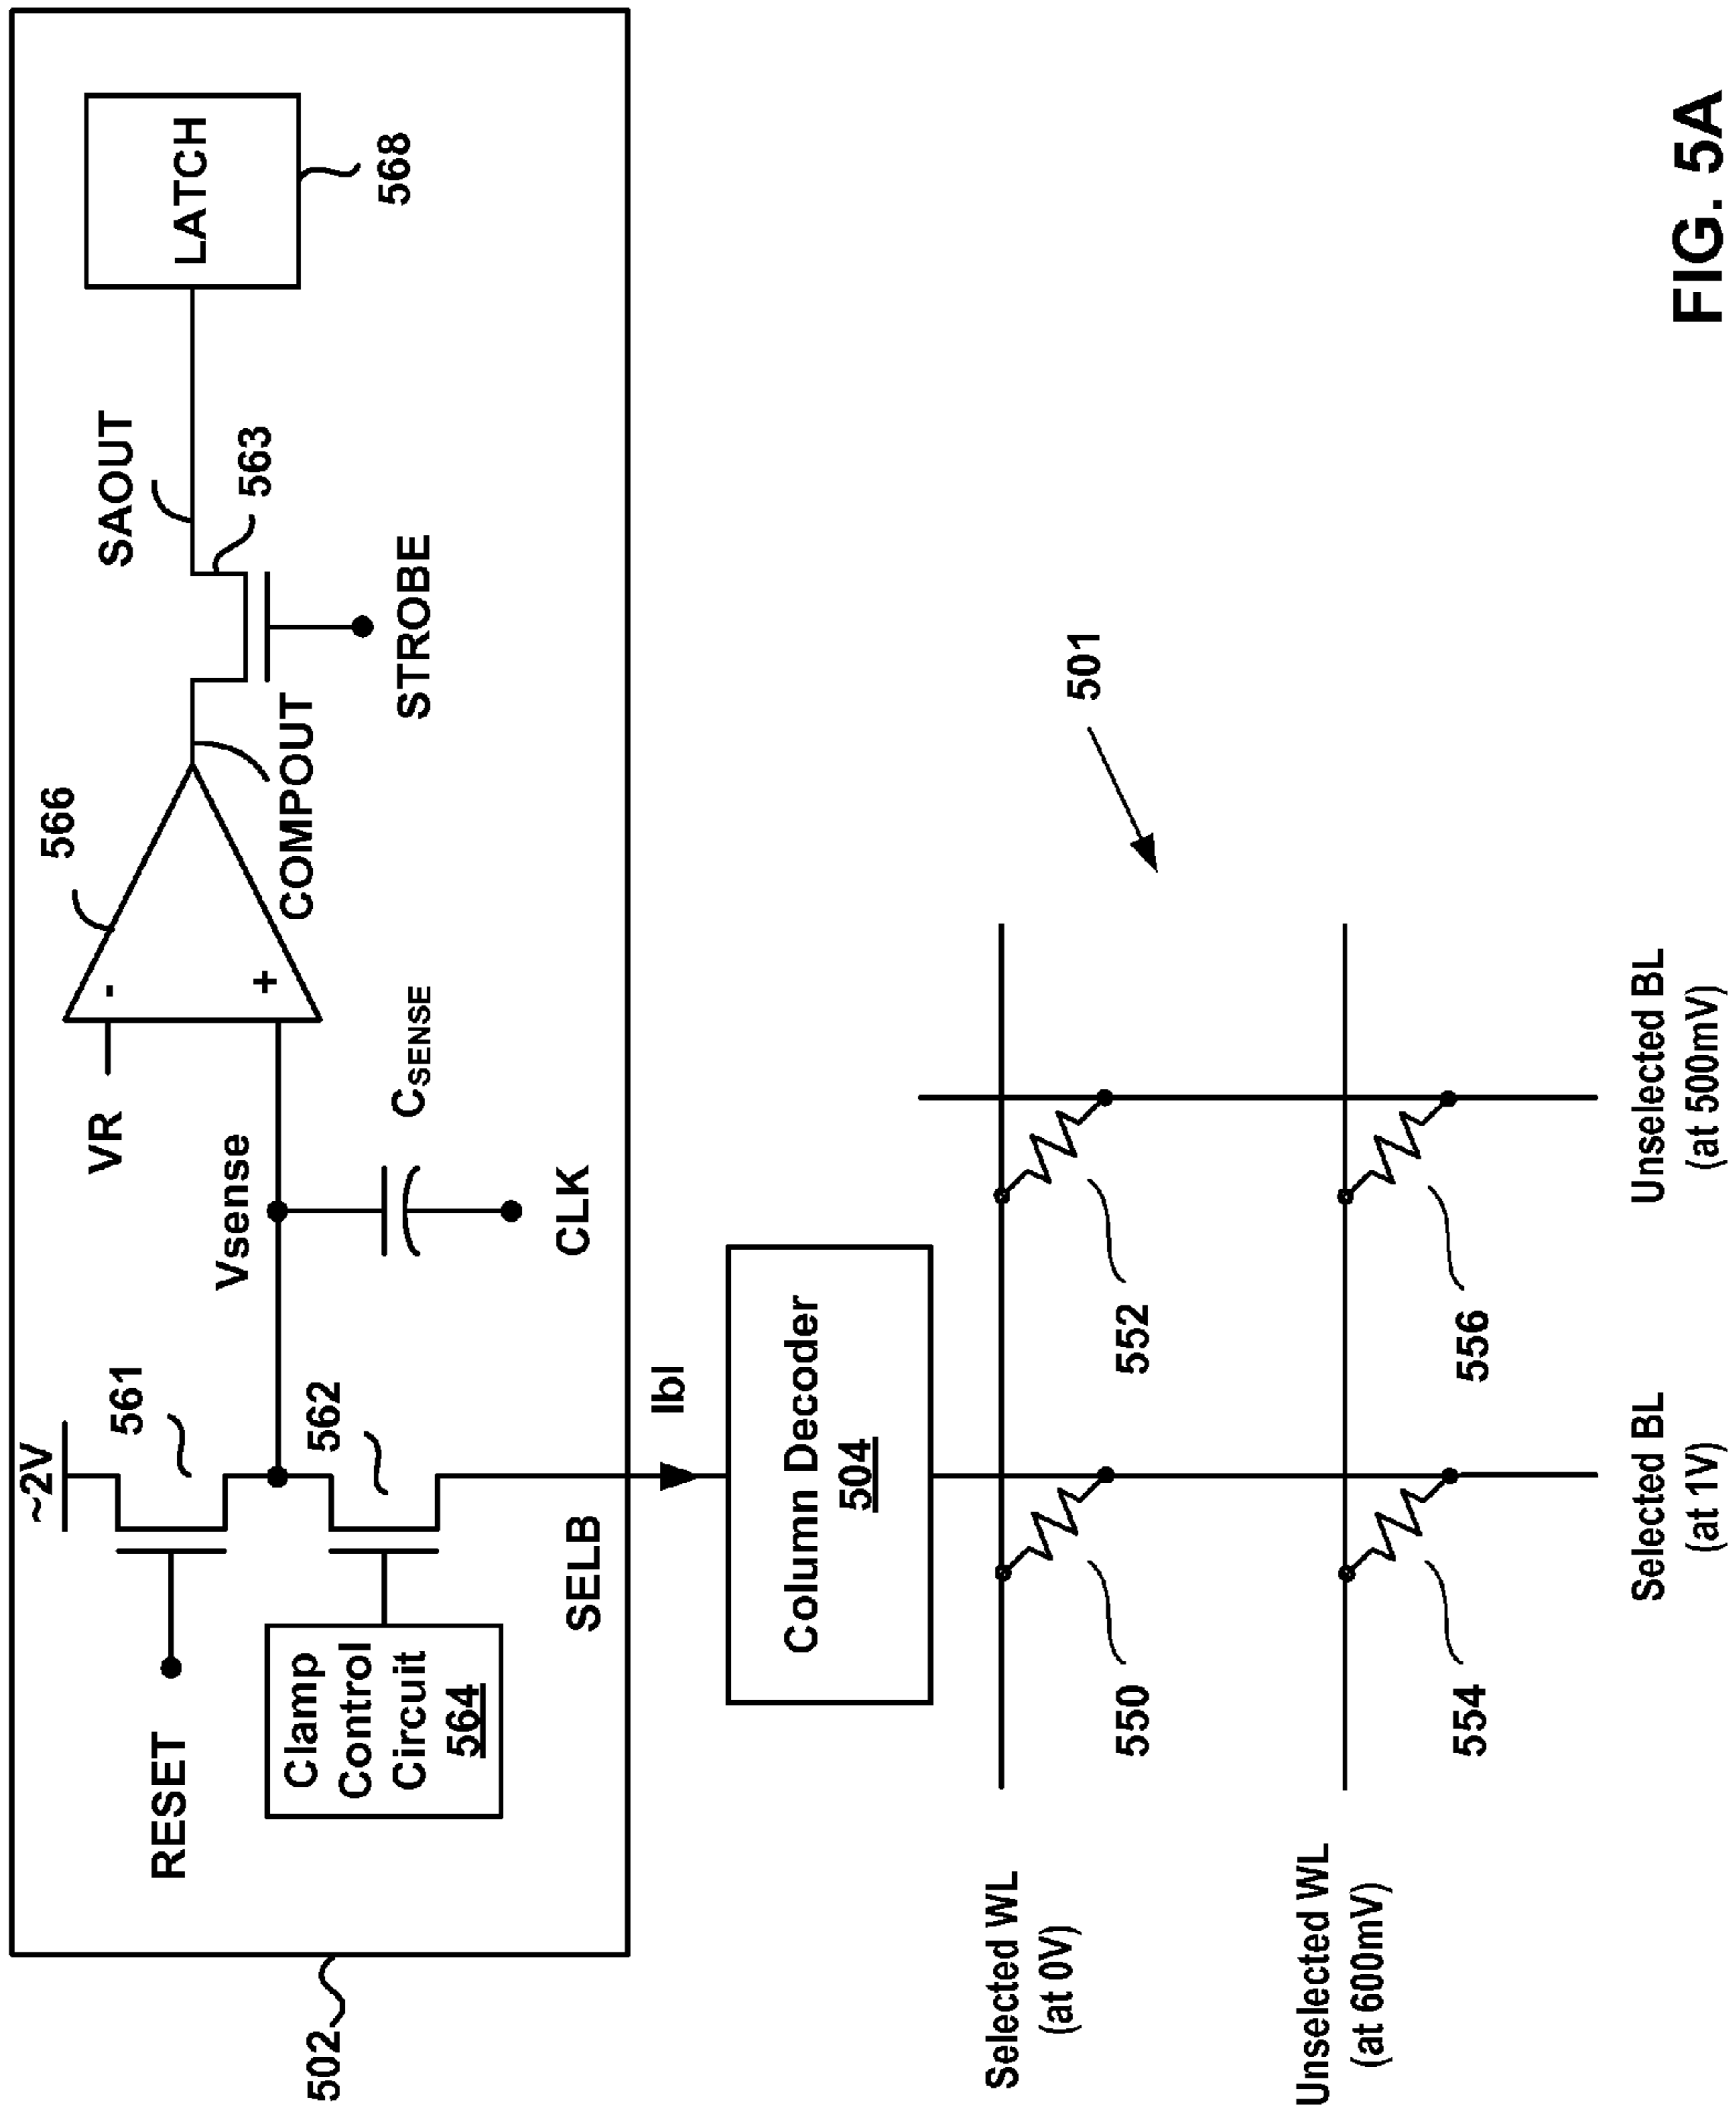 ~2V
RESET
561
562
Clamp
Control
Circuit
564
SELB
502
Vsense
VR
-
+
566
CSENSE
CLK
COMPOUT
STROBE
563
SAOUT
LATCH
568
Ibl
Column Decoder
504
501
Selected WL
(at 0V)
550
552
Unselected WL
(at 600mV)
554
556
Selected BL
(at 1V)
Unselected BL
(at 500mV)
FIG. 5A